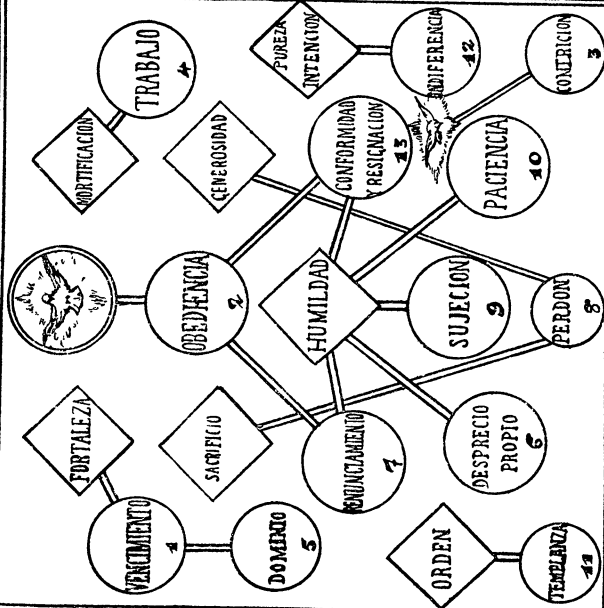 TRABAJO
4
MORTIFICACION
PUREZA
INTENCION
INDIFERENCIA
12
CONTRICION
3
GENEROSIDAD
CONFORMIDAD
Y RESIGNACION
13
PACIENCIA
10
OBEDIENCIA
2
HUMILDAD
SUJECION
9
PERDON
8
FORTALEZA
SACRIFICIO
VENCIMIENTO
1
DOMINIO
5
RENUNCIAMIENTO
7
DESPRECIO
PROPIO
6
ORDEN
TEMPLANZA
11